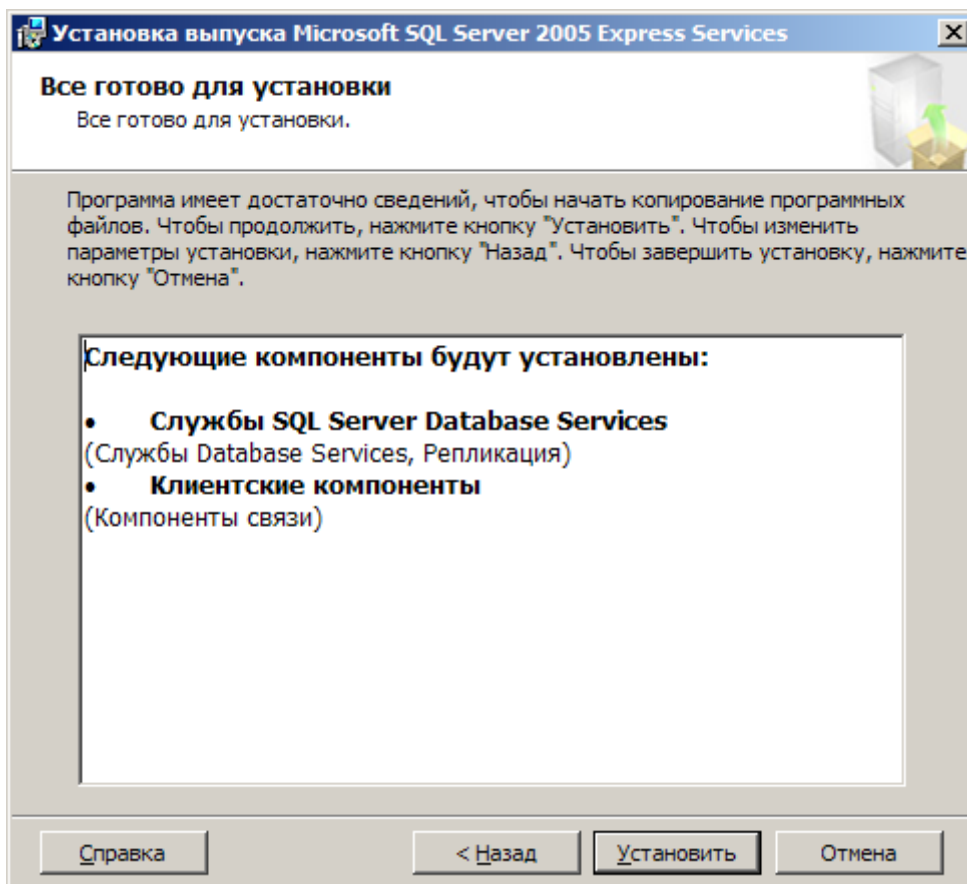 Установка выпуска Microsoft SQL Server 2005 Express Services
Все готово для установки
Все готово для установки.
Программа имеет достаточно сведений, чтобы начать копирование программных
файлов. Чтобы продолжить, нажмите кнопку "Установить". Чтобы изменить
параметры установки, нажмите кнопку "Назад". Чтобы завершить установку, нажмите
кнопку "Отмена".
Следующие компоненты будут установлены:
• Службы SQL Server Database Services
(Службы Database Services, Репликация)
• Клиентские компоненты
(Компоненты связи)
Справка
< Назад
Установить
Отмена